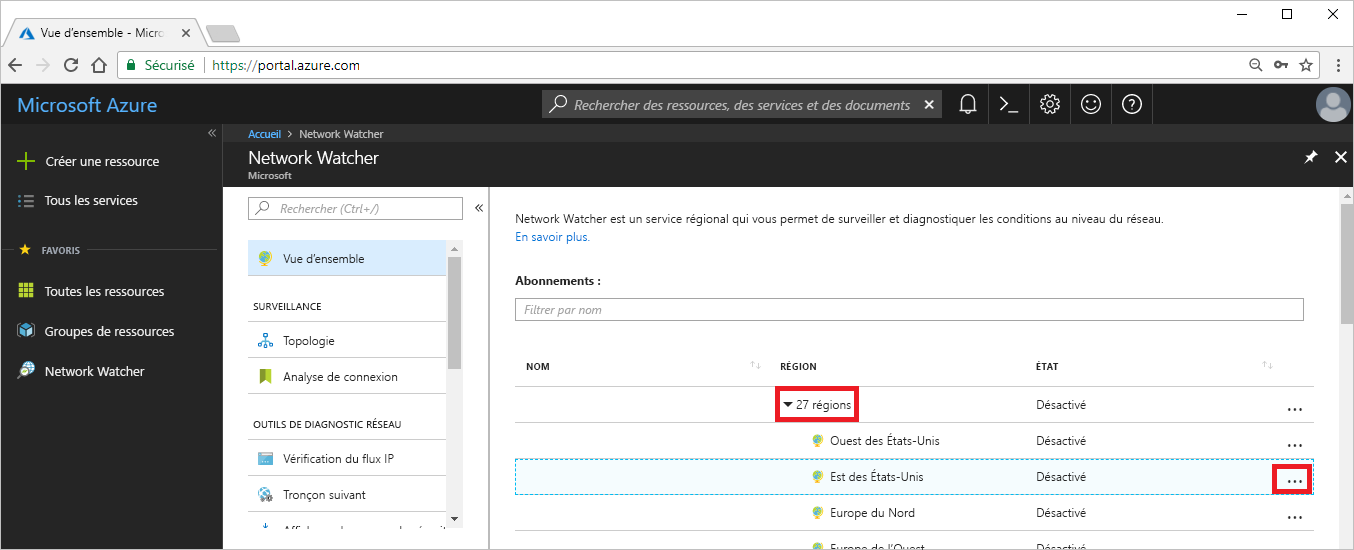 Vue d'ensemble - Micro
Sécurisé
https://portal.azure.com
Microsoft Azure
Rechercher des ressources, des services et des documents
Accueil > Network Watcher
Network Watcher
Microsoft
Créer une ressource
Tous les services
FAVORIS
Toutes les ressources
Groupes de ressources
Network Watcher
Rechercher (Ctrl+/)
Vue d'ensemble
SURVEILLANCE
Topologie
Analyse de connexion
OUTILS DE DIAGNOSTIC RÉSEAU
Vérification du flux IP
Tronçon suivant
Network Watcher est un service régional qui vous permet de surveiller et diagnostiquer les conditions au niveau du réseau.
En savoir plus.
Abonnements :
Filtrer par nom
NOM RÉGION ÉTAT
27 régions Désactivé ...
Ouest des États-Unis Désactivé ...
Est des États-Unis Désactivé ...
Europe du Nord Désactivé ...
Europe de l'Ouest Désactivé